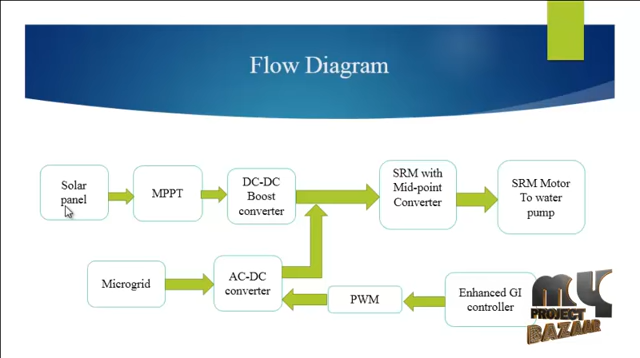 Flow Diagram
Solar
panel
MPPT
DC-DC
Boost
converter
SRM with
Mid-point
Converter
SRM Motor
To water
pump
Microgrid
AC-DC
converter
PWM
Enhanced GI
controller
MY
PROJECT
BAZAAR